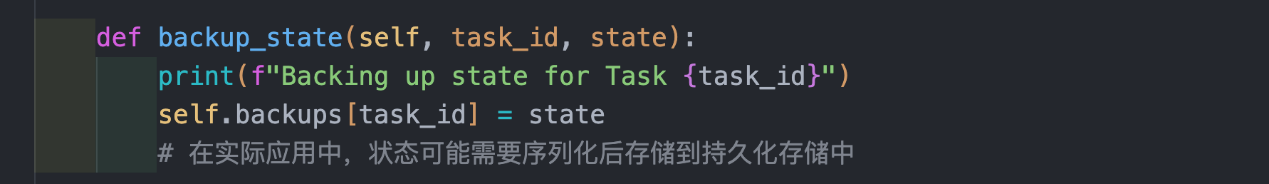 def backup_state(self, task_id, state):
print(f"Backing up state for Task {task_id}")
self.backups[task_id] = state
# 在实际应用中，状态可能需要序列化后存储到持久化存储中